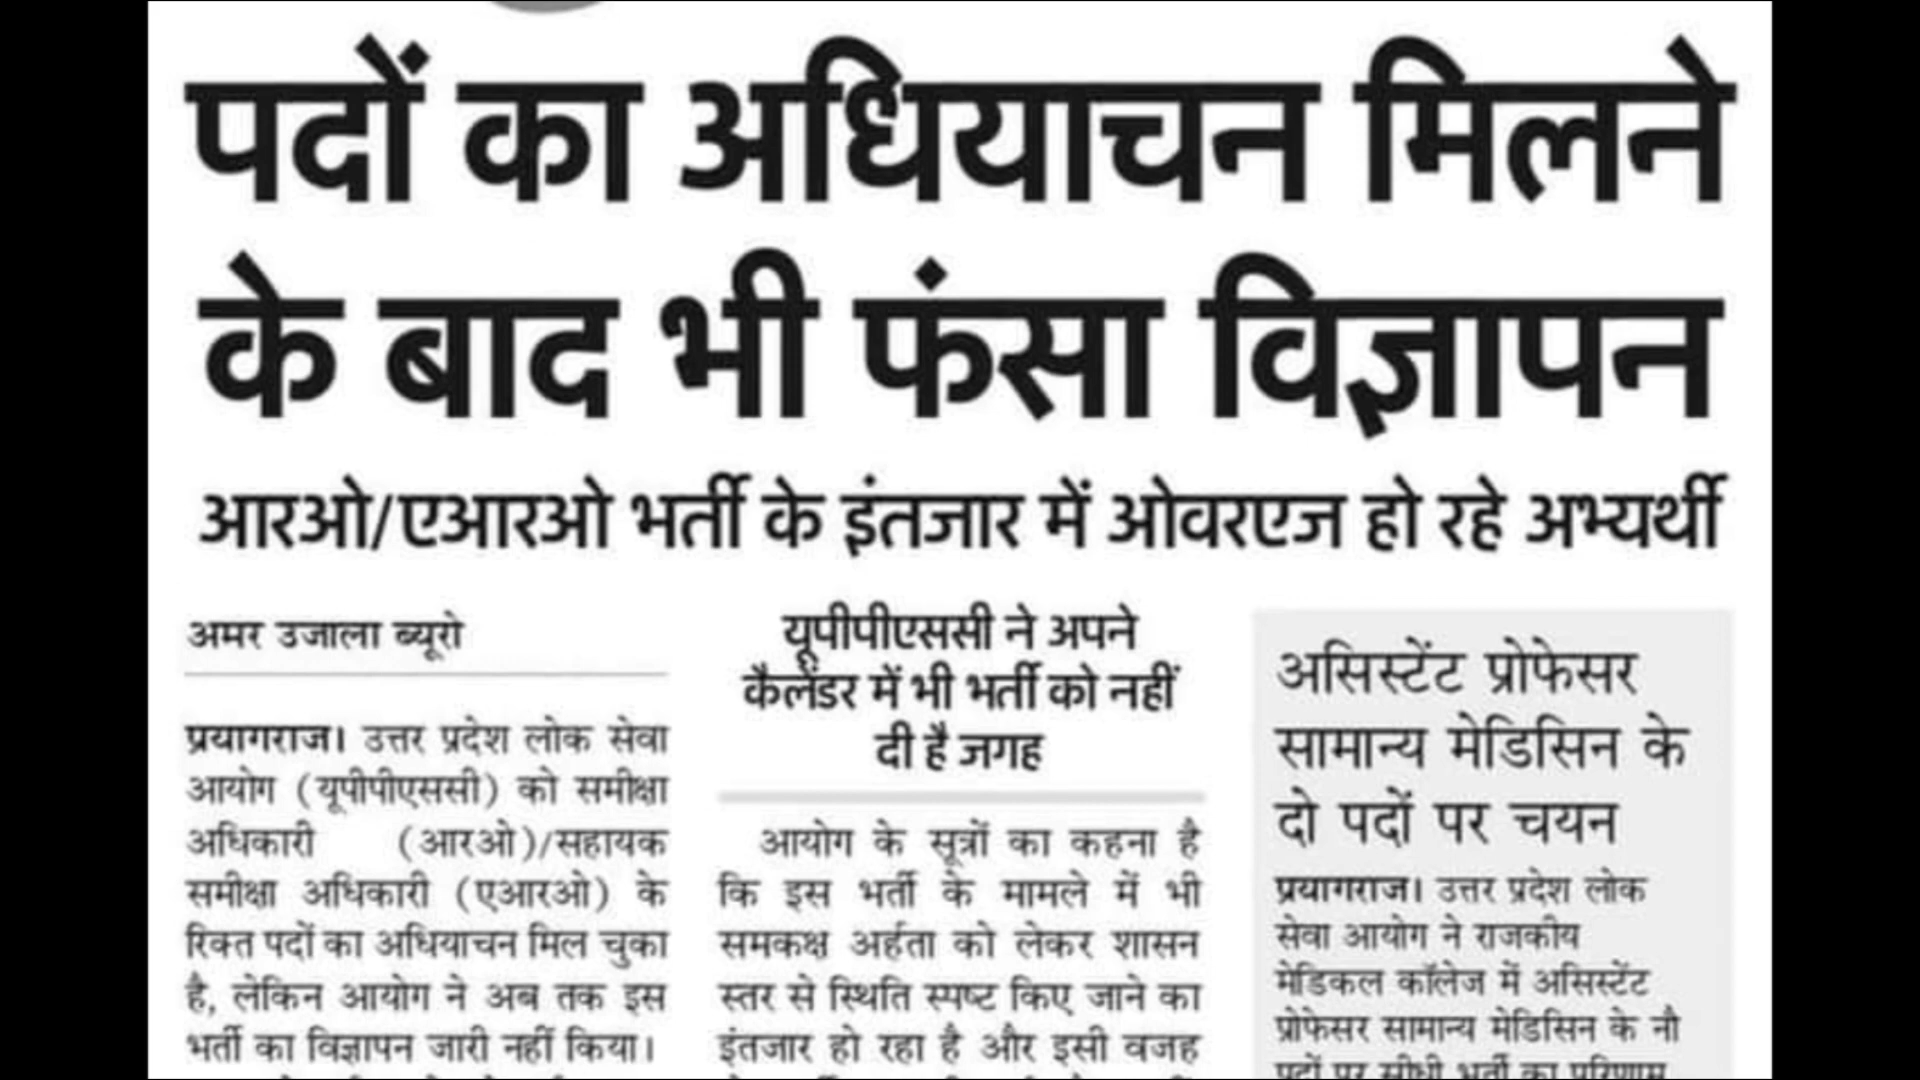 पदों का अधियाचन मिलने
के बाद भी फंसा विज्ञापन
आरओ/एआरओ भर्ती के इंतजार में ओवरएज हो रहे अभ्यर्थी
अमर उजाला ब्यूरो
प्रयागराज। उत्तर प्रदेश लोक सेवा
आयोग (यूपीपीएससी) को समीक्षा
अधिकारी (आरओ)/सहायक
समीक्षा अधिकारी (एआरओ) के
रिक्त पदों का अधियाचन मिल चुका
है, लेकिन आयोग ने अब तक इस
भर्ती का विज्ञापन जारी नहीं किया।
यूपीपीएससी ने अपने
कैलेंडर में भी भर्ती को नहीं
दी है जगह
आयोग के सूत्रों का कहना है
कि इस भर्ती के मामले में भी
समकक्ष अर्हता को लेकर शासन
स्तर से स्थिति स्पष्ट किए जाने का
इंतजार हो रहा है और इसी वजह
असिस्टेंट प्रोफेसर
सामान्य मेडिसिन के
दो पदों पर चयन
प्रयागराज। उत्तर प्रदेश लोक
सेवा आयोग ने राजकीय
मेडिकल कॉलेज में असिस्टेंट
प्रोफेसर सामान्य मेडिसिन के नौ
पदों पर सीधी भर्ती का परिणाम